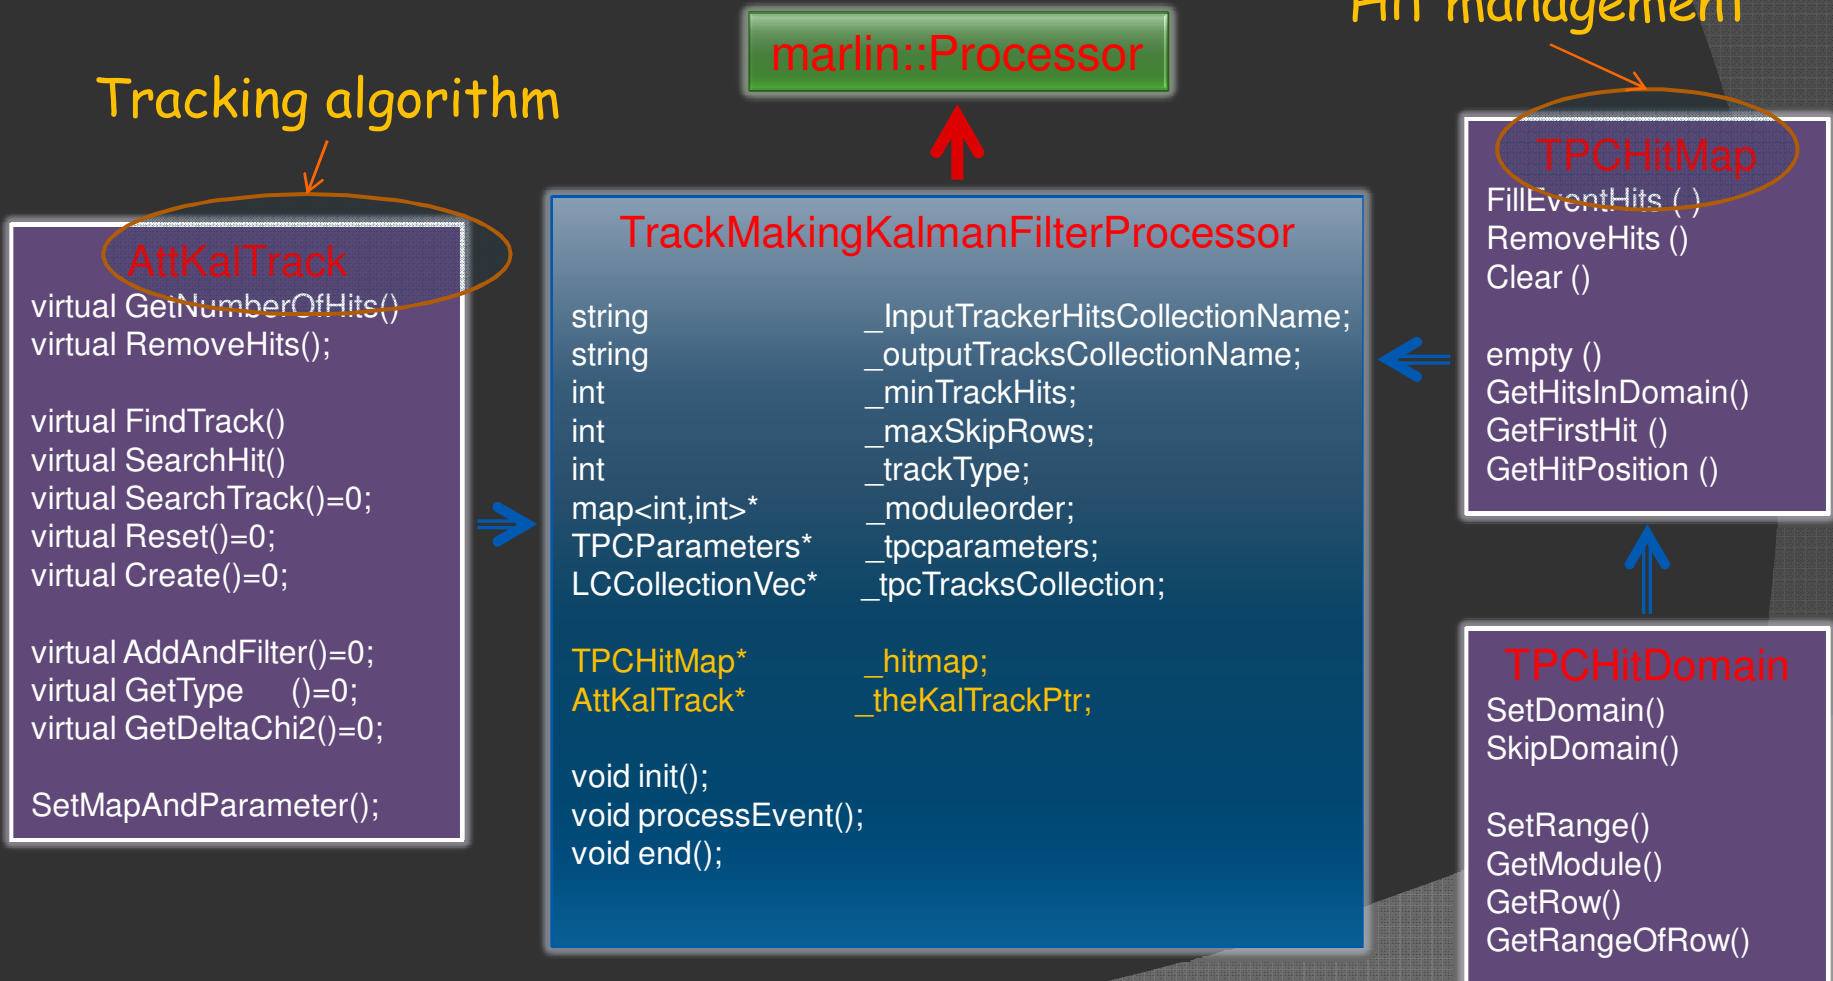 Hit management
marlin::Processor
Tracking algorithm
AttKalTrack
virtual GetNumberOfHits()
virtual RemoveHits();
virtual FindTrack()
virtual SearchHit()
virtual SearchTrack()=0;
virtual Reset()=0;
virtual Create()=0;
virtual AddAndFilter()=0;
virtual GetType ()=0;
virtual GetDeltaChi2()=0;
SetMapAndParameter();
TrackMakingKalmanFilterProcessor
string _InputTrackerHitsCollectionName;
string _outputTracksCollectionName;
int _minTrackHits;
int _maxSkipRows;
int _trackType;
map<int,int>* _moduleorder;
TPCParameters* _tpcparameters;
LCCollectionVec* _tpcTracksCollection;
TPCHitMap* _hitmap;
AttKalTrack* _theKalTrackPtr;
void init();
void processEvent();
void end();
TPCHitMap
FillEventHits ( )
RemoveHits ()
Clear ()
empty ()
GetHitsInDomain()
GetFirstHit ()
GetHitPosition ()
TPCHitDomain
SetDomain()
SkipDomain()
SetRange()
GetModule()
GetRow()
GetRangeOfRow()